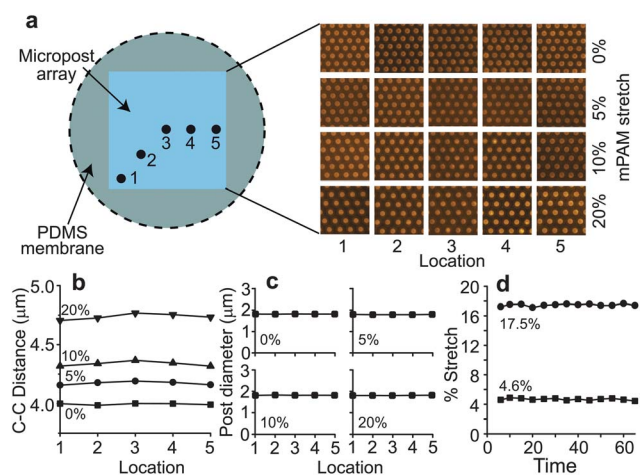 a
Micropost
array
1
2
3
4
5
PDMS
membrane
0%
5%
10%
20%
mPAM stretch
1 2 3 4 5
Location
b
C-C Distance (μm)
5.0
4.75
4.25
4.0
20%
10%
5%
0%
1 2 3 4 5
Location
c
Post diameter (μm)
3
2
1
0
0%
5%
3
2
1
0
10%
20%
1 2 3 4 5
1 2 3 4 5
Location
d
% Stretch
20
16
12
8
4
0
17.5%
4.6%
0 20 40 60
Time